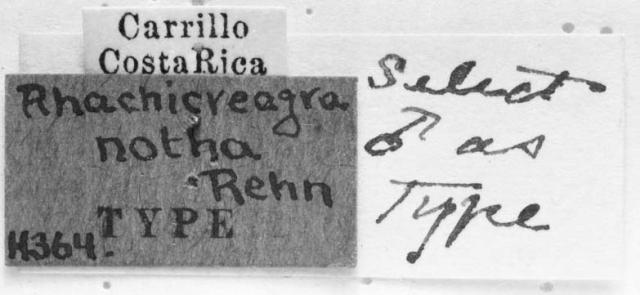 Carrillo
CostaRica
Rhachicreagra
notha
Rehn
TYPE
H364.
Select
♂ as
Type